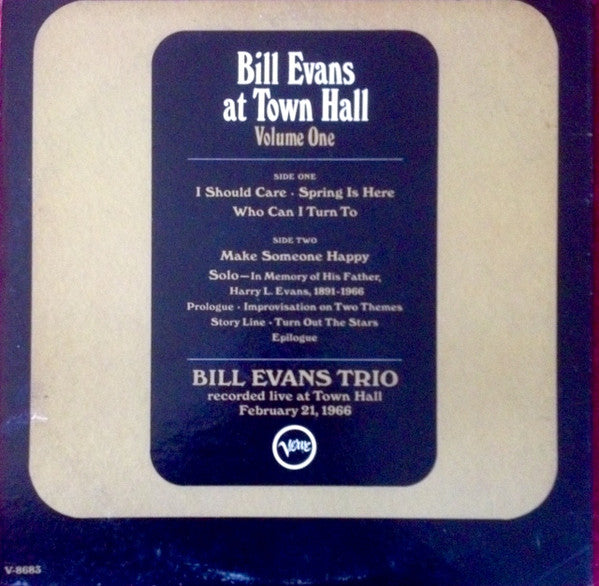 Bill Evans
at Town Hall
Volume One
SIDE ONE
I Should Care · Spring Is Here
Who Can I Turn To
SIDE TWO
Make Someone Happy
Solo—In Memory of His Father,
Harry L. Evans, 1891-1966
Prologue · Improvisation on Two Themes
Story Line · Turn Out The Stars
Epilogue
BILL EVANS TRIO
recorded live at Town Hall
February 21, 1966
Verve
V-8683